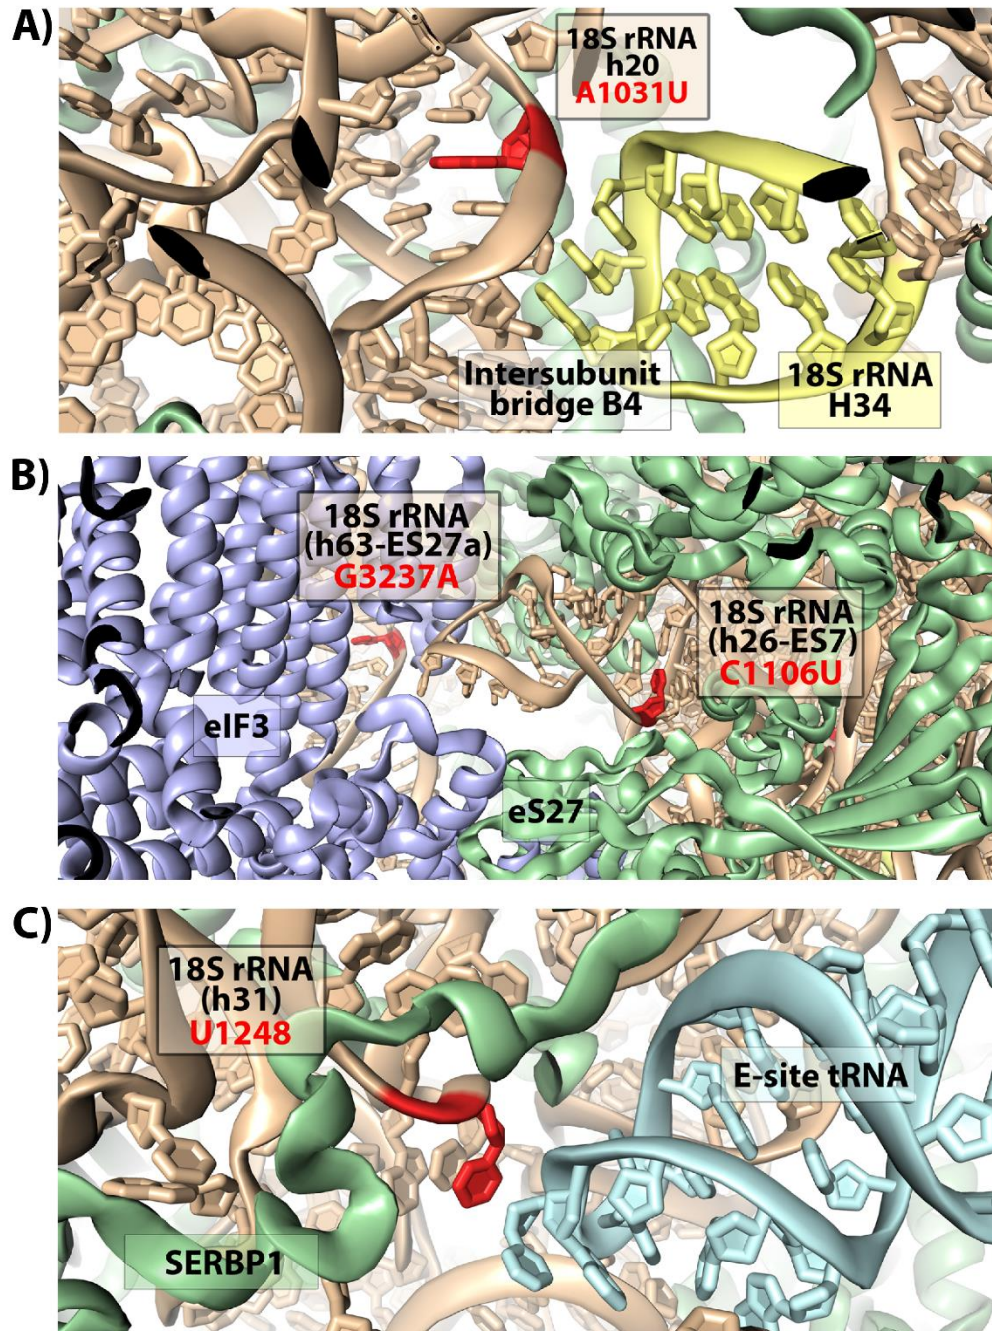 A)
18S rRNA
h20
A1031U
Intersubunit
bridge B4
18S rRNA
H34
B)
18S rRNA
(h63-ES27a)
G3237A
18S rRNA
(h26-ES7)
C1106U
eIF3
eS27
C)
18S rRNA
(h31)
U1248
E-site tRNA
SERBP1